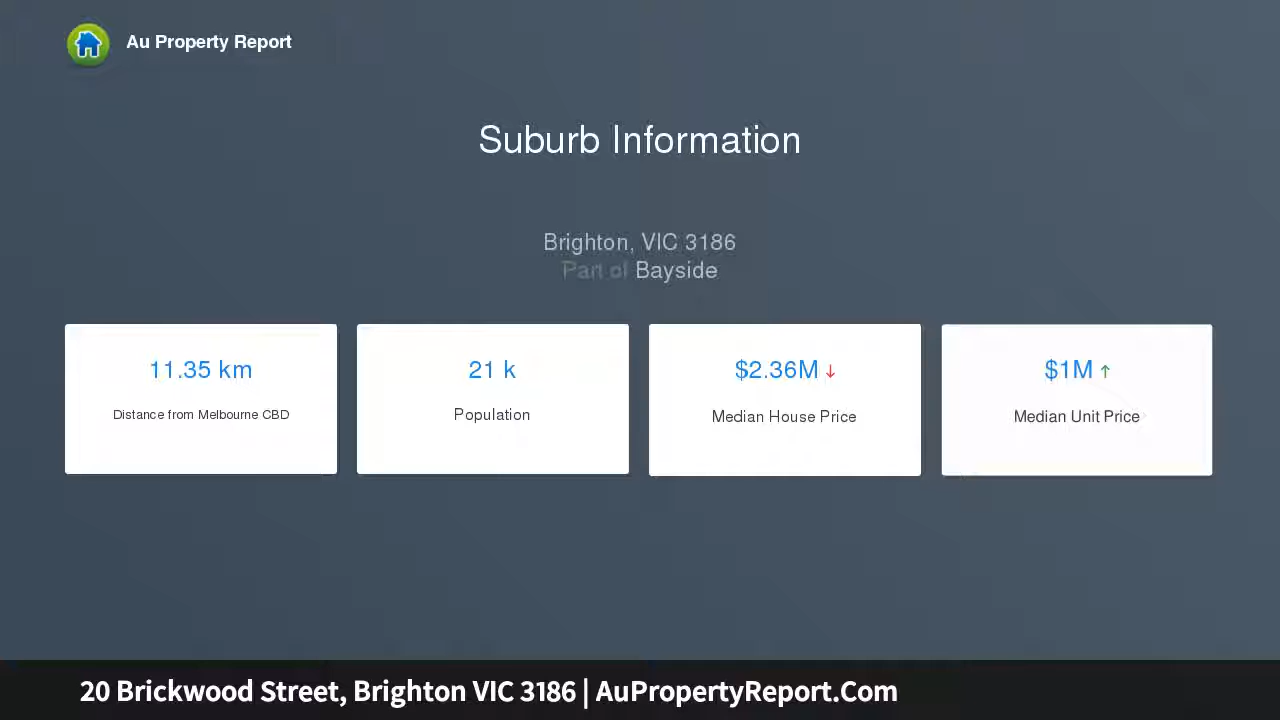 Au Property Report
Suburb Information
Brighton, VIC 3186
Part of Bayside
11.35 km
Distance from Melbourne CBD
21 k
Population
$2.36M ↓
Median House Price
$1M ↑
Median Unit Price
20 Brickwood Street, Brighton VIC 3186 | AuPropertyReport.Com